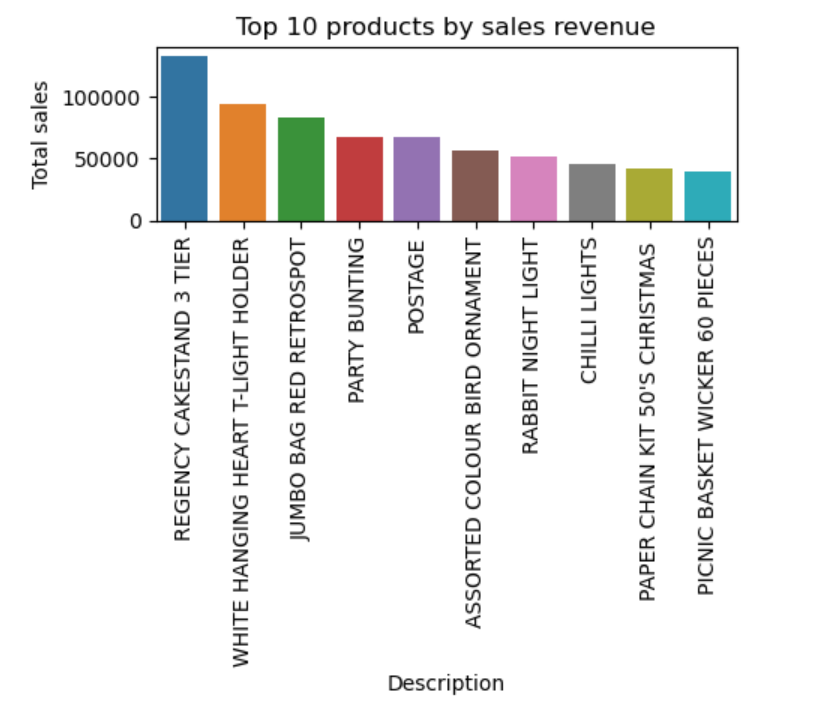 Top 10 products by sales revenue
Total sales
100000
50000
0
REGENCY CAKESTAND 3 TIER
WHITE HANGING HEART T-LIGHT HOLDER
JUMBO BAG RED RETROSPOT
PARTY BUNTING
POSTAGE
ASSORTED COLOUR BIRD ORNAMENT
RABBIT NIGHT LIGHT
CHILLI LIGHTS
PAPER CHAIN KIT 50'S CHRISTMAS
PICNIC BASKET WICKER 60 PIECES
Description